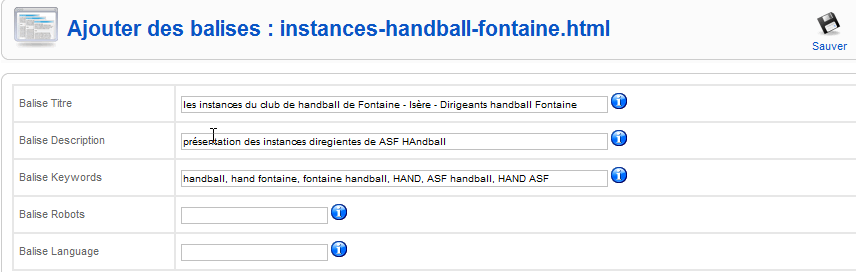 Ajouter des balises : instances-handball-fontaine.html
Sauver
Balise Titre
les instances du club de handball de Fontaine - Isère - Dirigeants handball Fontaine
Balise Description
présentation des instances diregientes de ASF HAndball
Balise Keywords
handball, hand fontaine, fontaine handball, HAND, ASF handball, HAND ASF
Balise Robots
Balise Language